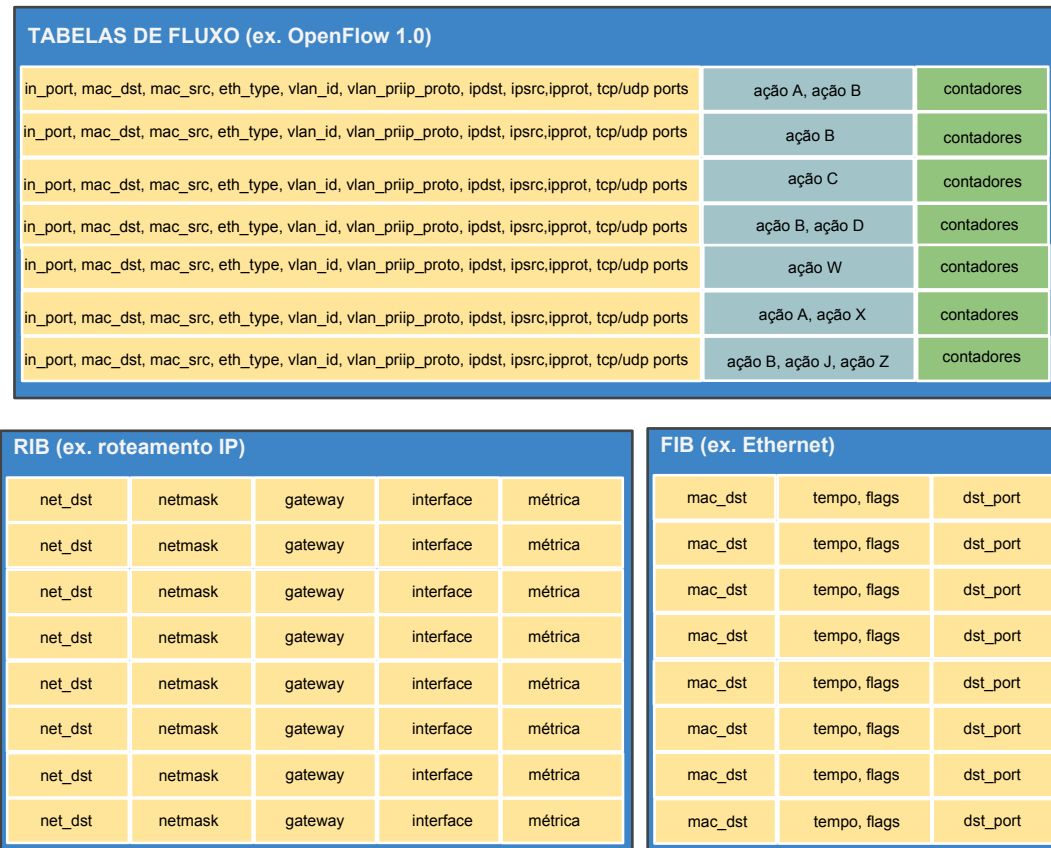 TABELAS DE FLUXO (ex. OpenFlow 1.0)
in_port, mac_dst, mac_src, eth_type, vlan_id, vlan_priip_proto, ipdst, ipsrc,ipprot, tcp/udp ports ação A, ação B contadores
in_port, mac_dst, mac_src, eth_type, vlan_id, vlan_priip_proto, ipdst, ipsrc,ipprot, tcp/udp ports ação B contadores
in_port, mac_dst, mac_src, eth_type, vlan_id, vlan_priip_proto, ipdst, ipsrc,ipprot, tcp/udp ports ação C contadores
in_port, mac_dst, mac_src, eth_type, vlan_id, vlan_priip_proto, ipdst, ipsrc,ipprot, tcp/udp ports ação B, ação D contadores
in_port, mac_dst, mac_src, eth_type, vlan_id, vlan_priip_proto, ipdst, ipsrc,ipprot, tcp/udp ports ação W contadores
in_port, mac_dst, mac_src, eth_type, vlan_id, vlan_priip_proto, ipdst, ipsrc,ipprot, tcp/udp ports ação A, ação X contadores
in_port, mac_dst, mac_src, eth_type, vlan_id, vlan_priip_proto, ipdst, ipsrc,ipprot, tcp/udp ports ação B, ação J, ação Z contadores
RIB (ex. roteamento IP)
net_dst netmask gateway interface métrica
net_dst netmask gateway interface métrica
net_dst netmask gateway interface métrica
net_dst netmask gateway interface métrica
net_dst netmask gateway interface métrica
net_dst netmask gateway interface métrica
net_dst netmask gateway interface métrica
net_dst netmask gateway interface métrica
FIB (ex. Ethernet)
mac_dst tempo, flags dst_port
mac_dst tempo, flags dst_port
mac_dst tempo, flags dst_port
mac_dst tempo, flags dst_port
mac_dst tempo, flags dst_port
mac_dst tempo, flags dst_port
mac_dst tempo, flags dst_port
mac_dst tempo, flags dst_port